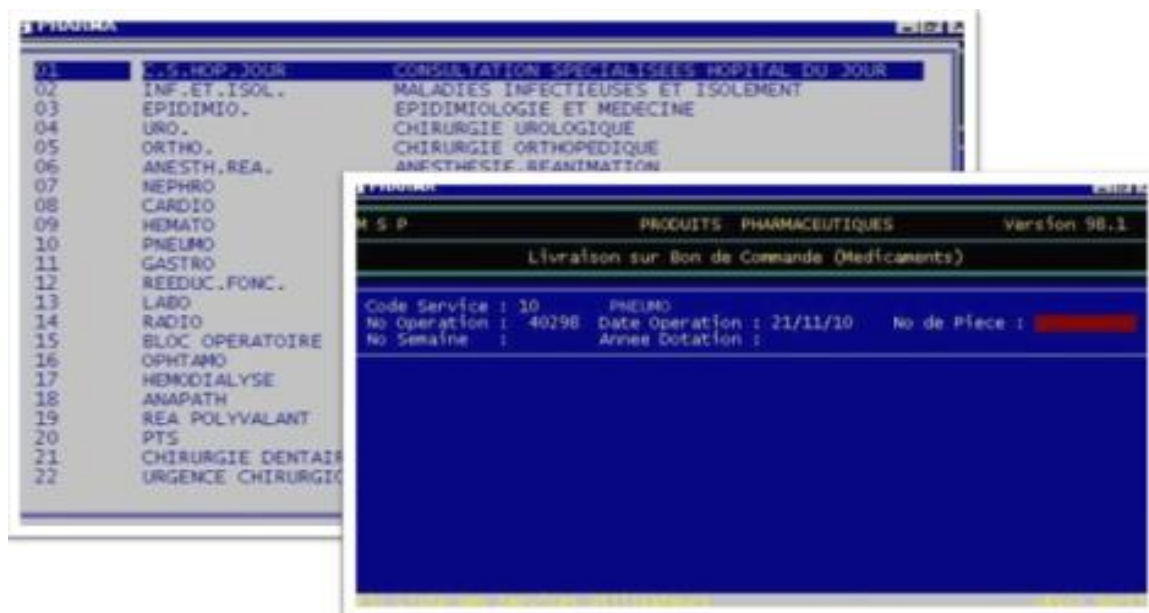 PHARMA
01 C.S.HOP.JOUR CONSULTATION SPECIALISEES HOPITAL DU JOUR
02 INF.ET.ISOL. MALADIES INFECTIEUSES ET ISOLEMENT
03 EPIDIMIO. EPIDIMIOLOGIE ET MEDECINE
04 URO. CHIRURGIE UROLOGIQUE
05 ORTHO. CHIRURGIE ORTHOPEDIQUE
06 ANESTH.REA. ANESTHESIE.REANIMATION
07 NEPHRO
08 CARDIO
09 HEMATO
10 PNEUMO
11 GASTRO
12 REEDUC.FONC.
13 LABO
14 RADIO
15 BLOC OPERATOIRE
16 OPHTAMO
17 HEMODIALYSE
18 ANAPATH
19 REA POLYVALANT
20 PTS
21 CHIRURGIE DENTAIR
22 URGENCE CHIRURGIC
PHARMA
M S P PRODUITS PHARMACEUTIQUES Version 98.1
Livraison sur Bon de Commande (Medicaments)
Code Service : 10 PNEUMO
No Operation : 40298 Date Operation : 21/11/10 No de Piece :
No Semaine : Annee Dotation :